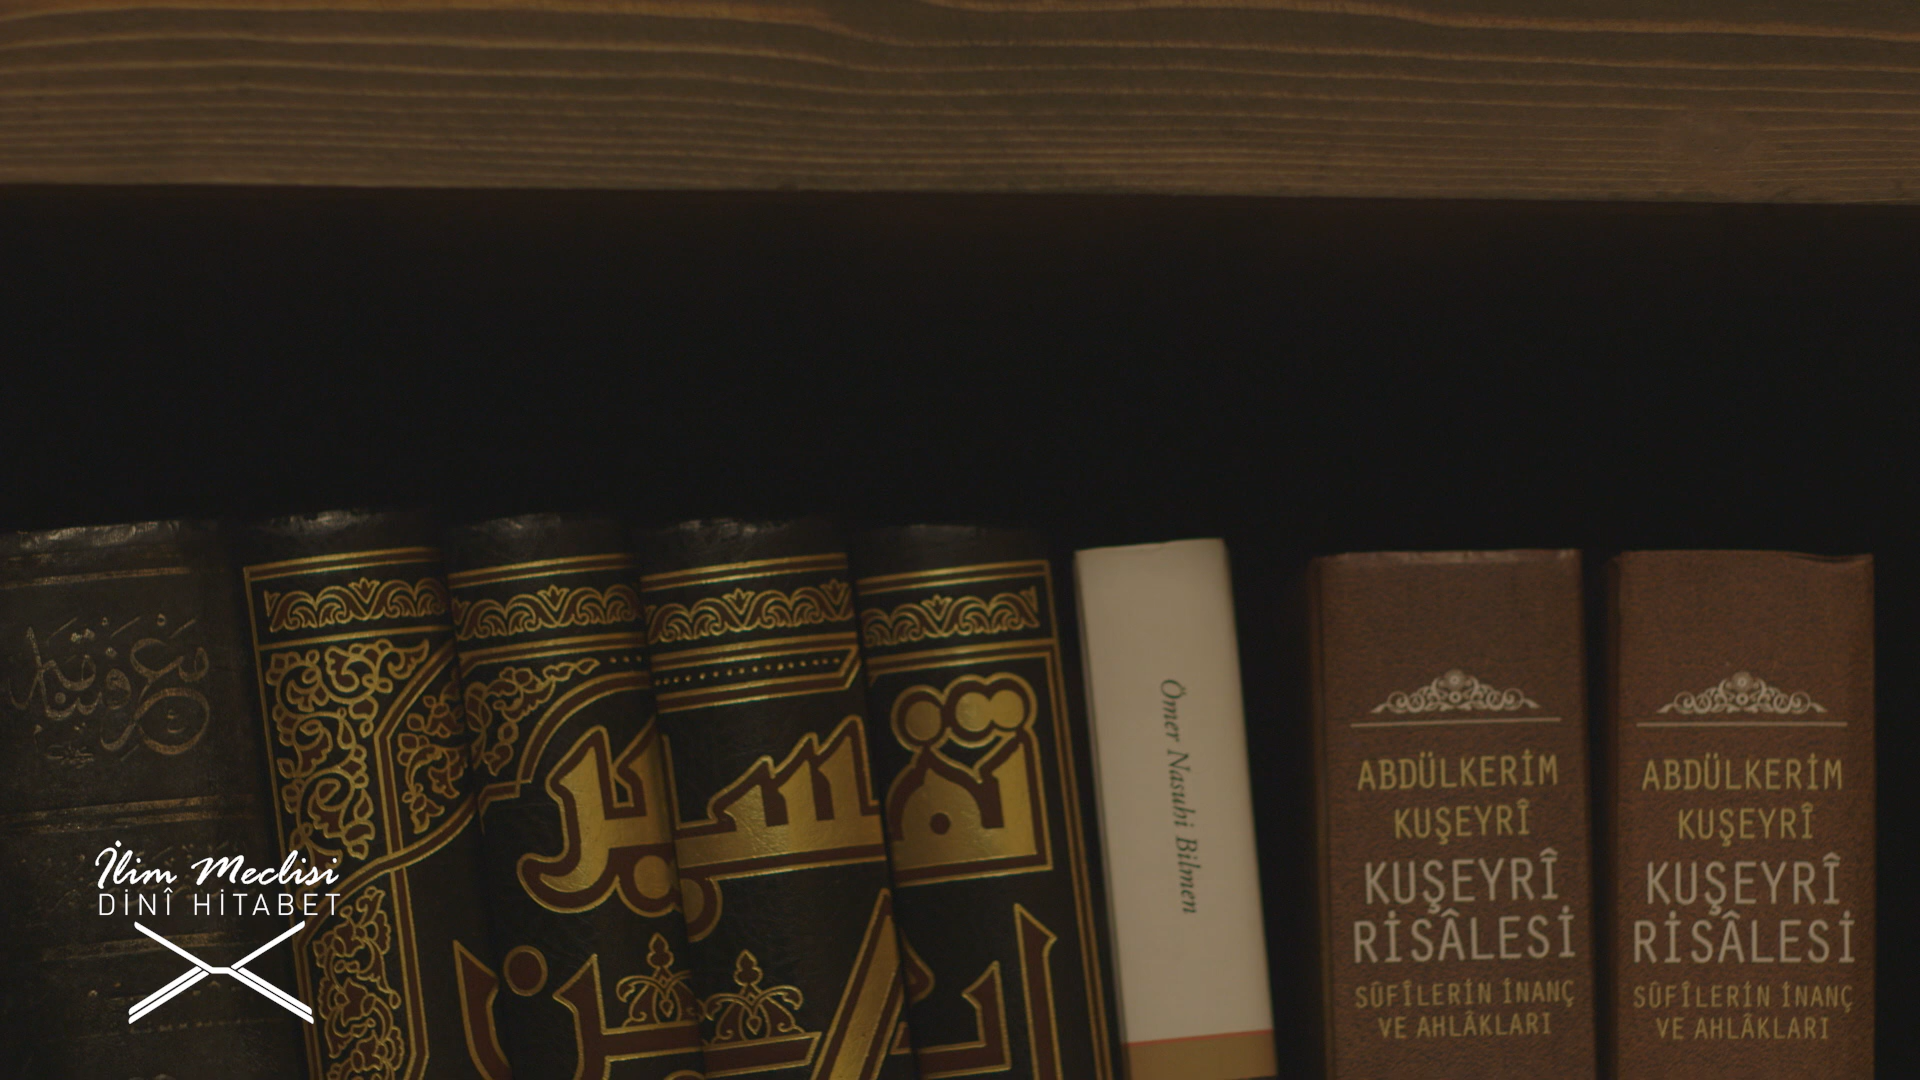 İlim Meclisi
DİNÎ HİTABET
تفسير
Ömer Nasuhi Bilmen
ABDÜLKERİM
KUŞEYRÎ
KUŞEYRÎ
RİSÂLESİ
SÛFÎLERİN İNANÇ
VE AHLÂKLARI
ABDÜLKERİM
KUŞEYRÎ
KUŞEYRÎ
RİSÂLESİ
SÛFÎLERİN İNANÇ
VE AHLÂKLARI